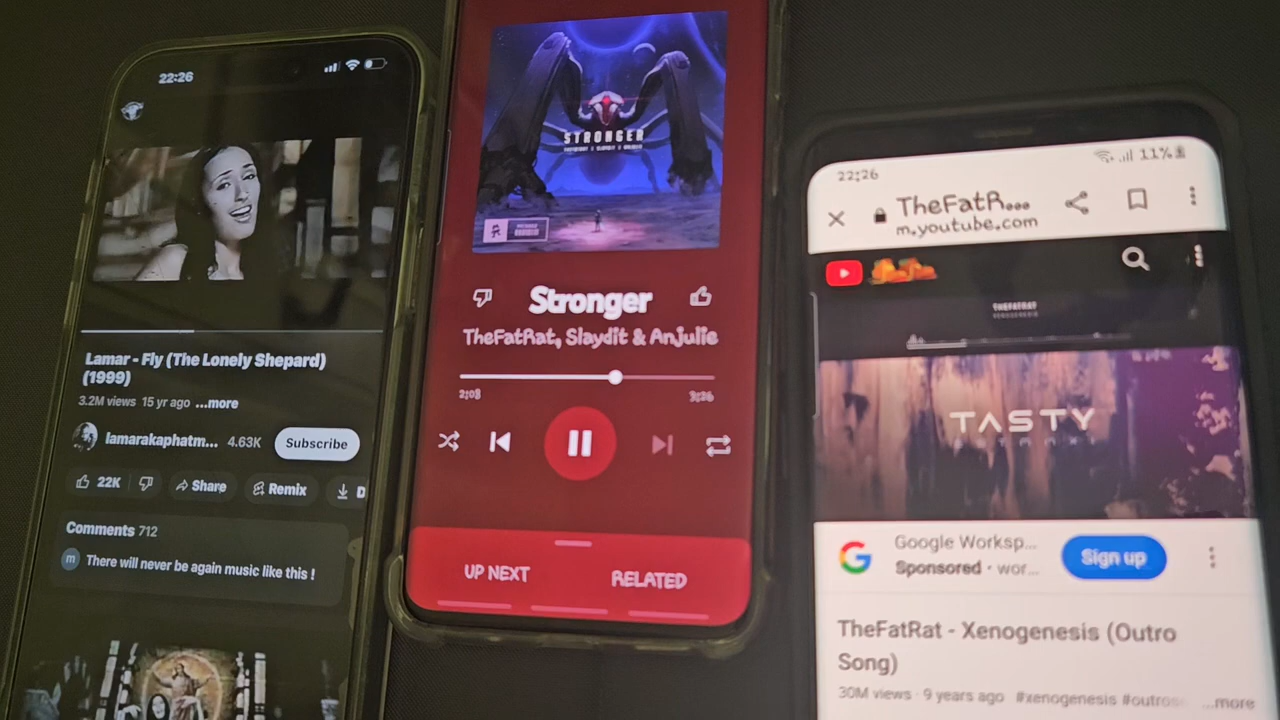 22:26
Lamar - Fly (The Lonely Shepard)
(1999)
3.2M views 15 yr ago ...more
lamarakaphatm... 4.63K Subscribe
22K Share Remix D
Comments 712
m There will never be again music like this !
STRONGER
Stronger
TheFatRat, Slaydit & Anjulie
2:08 3:26
UP NEXT RELATED
22:26 11%
TheFatR...
m.youtube.com
THEFATRAT
XENOGENESIS
TASTY
Google Worksp...
Sponsored · wor...
Sign up
TheFatRat - Xenogenesis (Outro
Song)
30M views · 9 years ago #xenogenesis #outros ...more